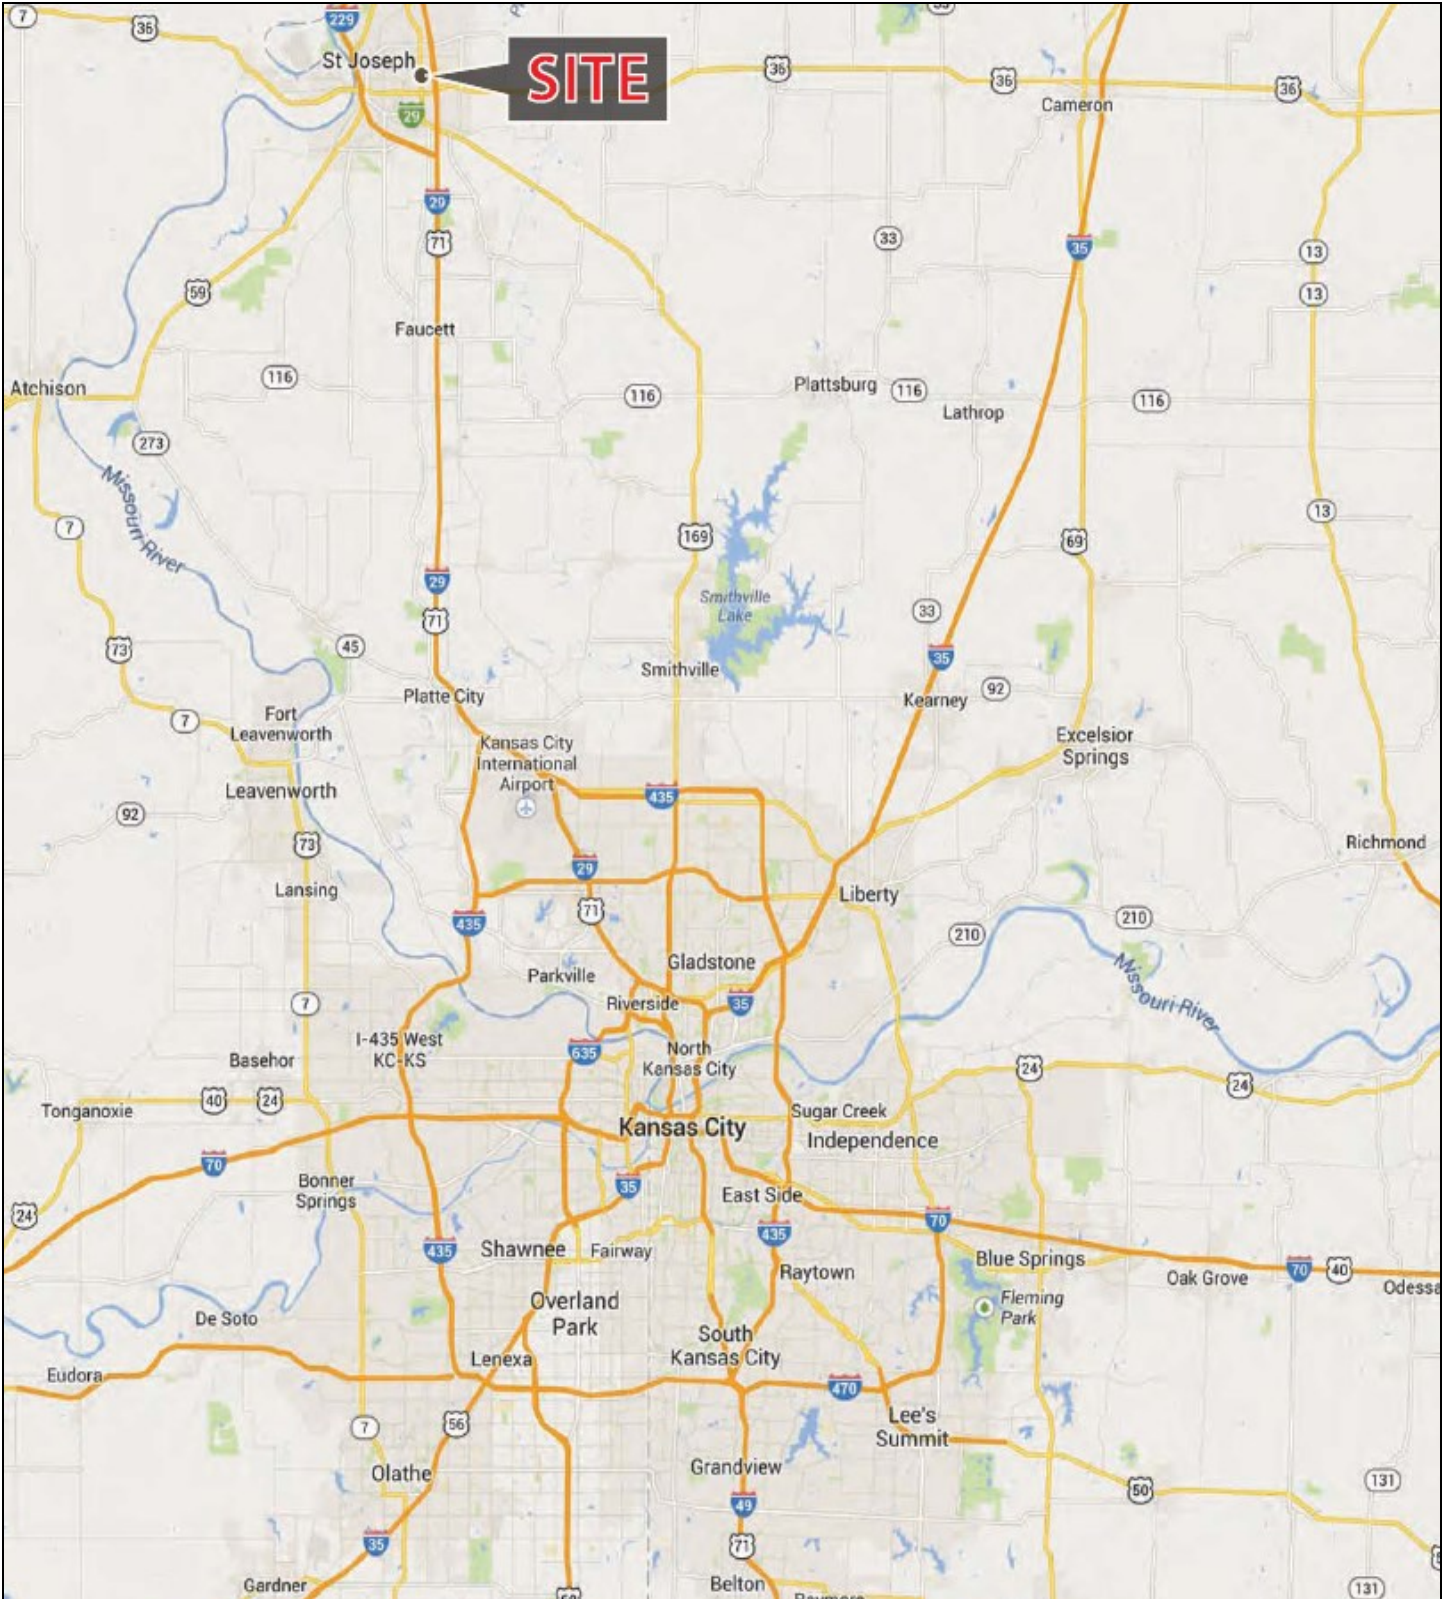 7
36
229
St Joseph
SITE
29
36
36
36
Cameron
29
71
33
35
13
59
13
Faucett
116
Atchison
116
Plattsburg
116
Lathrop
116
273
Missouri River
7
13
169
69
29
71
Smithville
Lake
33
73
45
35
Smithville
Platte City
Kearney
92
Fort
Leavenworth
7
Kansas City
International
Airport
Excelsior
Springs
Leavenworth
435
92
73
Richmond
29
Lansing
Liberty
435
71
210
210
Gladstone
Parkville
Missouri River
7
Riverside
35
I-435 West
KC-KS
635
North
Kansas City
Basehor
24
24
40
24
Tonganoxie
Sugar Creek
Kansas City
Independence
70
Bonner
Springs
35
East Side
24
70
435
435
Shawnee
Fairway
Blue Springs
Raytown
Oak Grove
70
40
Odessa
Overland
Park
Fleming
Park
De Soto
South
Kansas City
Lenexa
Eudora
470
7
56
Lee's
Summit
Olathe
Grandview
131
50
49
35
71
Gardner
Belton
131